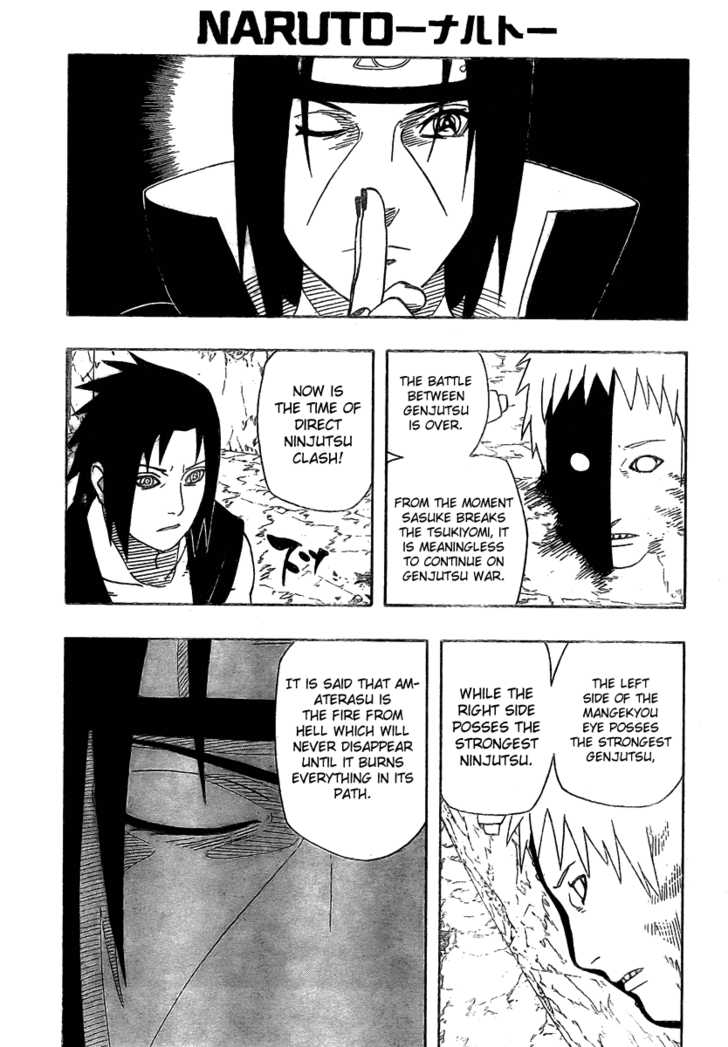 NARUTO—ナルト—
THE BATTLE
BETWEEN
GENJUTSU
IS OVER.
FROM THE MOMENT
SASUKE BREAKS
THE TSUKIYOMI, IT
IS MEANINGLESS
TO CONTINUE ON
GENJUTSU WAR.
NOW IS
THE TIME OF
DIRECT
NINJUTSU
CLASH!
THE LEFT
SIDE OF THE
MANGEKYOU
EYE POSSES
THE STRONGEST
GENJUTSU,
WHILE THE
RIGHT SIDE
POSSES THE
STRONGEST
NINJUTSU.
IT IS SAID THAT AM-
ATERASU IS
THE FIRE FROM
HELL WHICH WILL
NEVER DISAPPEAR
UNTIL IT BURNS
EVERYTHING IN ITS
PATH.